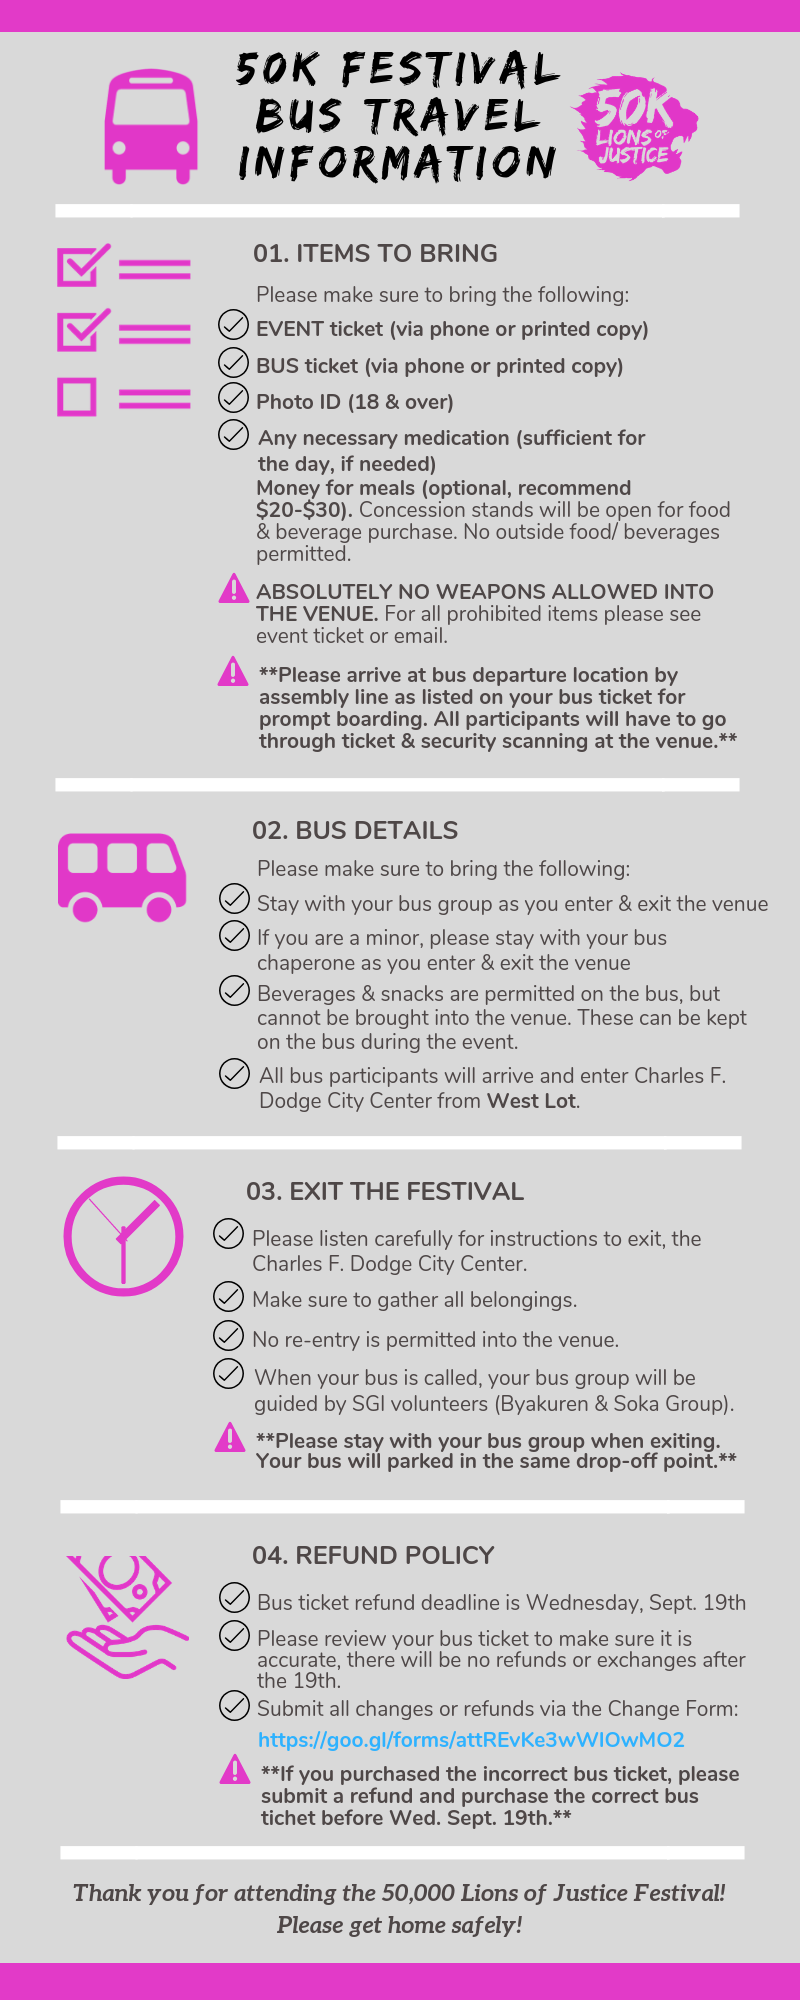 50K FESTIVAL
BUS TRAVEL
INFORMATION
50K
LIONS OF
JUSTICE
01. ITEMS TO BRING
Please make sure to bring the following:
EVENT ticket (via phone or printed copy)
BUS ticket (via phone or printed copy)
Photo ID (18 & over)
Any necessary medication (sufficient for
the day, if needed)
Money for meals (optional, recommend
$20-$30). Concession stands will be open for food
& beverage purchase. No outside food/ beverages
permitted.
ABSOLUTELY NO WEAPONS ALLOWED INTO
THE VENUE. For all prohibited items please see
event ticket or email.
**Please arrive at bus departure location by
assembly line as listed on your bus ticket for
prompt boarding. All participants will have to go
through ticket & security scanning at the venue.**
02. BUS DETAILS
Please make sure to bring the following:
Stay with your bus group as you enter & exit the venue
If you are a minor, please stay with your bus
chaperone as you enter & exit the venue
Beverages & snacks are permitted on the bus, but
cannot be brought into the venue. These can be kept
on the bus during the event.
All bus participants will arrive and enter Charles F.
Dodge City Center from West Lot.
03. EXIT THE FESTIVAL
Please listen carefully for instructions to exit, the
Charles F. Dodge City Center.
Make sure to gather all belongings.
No re-entry is permitted into the venue.
When your bus is called, your bus group will be
guided by SGI volunteers (Byakuren & Soka Group).
**Please stay with your bus group when exiting.
Your bus will parked in the same drop-off point.**
04. REFUND POLICY
Bus ticket refund deadline is Wednesday, Sept. 19th
Please review your bus ticket to make sure it is
accurate, there will be no refunds or exchanges after
the 19th.
Submit all changes or refunds via the Change Form:
https://goo.gl/forms/attREvKe3wWIOwMO2
**If you purchased the incorrect bus ticket, please
submit a refund and purchase the correct bus
tichet before Wed. Sept. 19th.**
Thank you for attending the 50,000 Lions of Justice Festival!
Please get home safely!